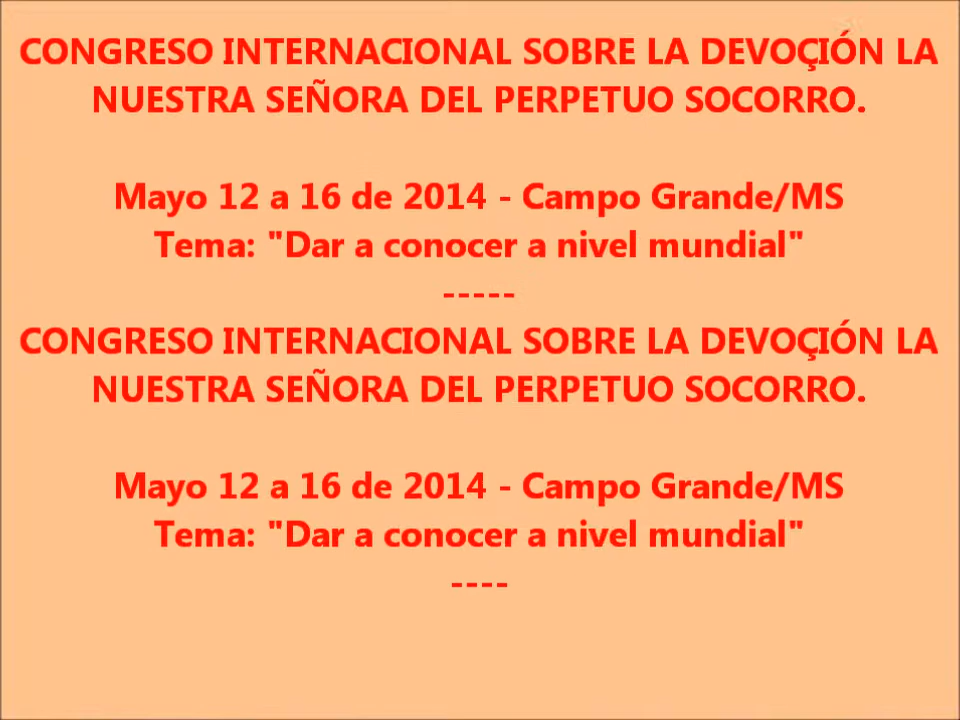 CONGRESO INTERNACIONAL SOBRE LA DEVOÇIÓN LA
NUESTRA SEÑORA DEL PERPETUO SOCORRO.
Mayo 12 a 16 de 2014 - Campo Grande/MS
Tema: "Dar a conocer a nivel mundial"
-----
CONGRESO INTERNACIONAL SOBRE LA DEVOÇIÓN LA
NUESTRA SEÑORA DEL PERPETUO SOCORRO.
Mayo 12 a 16 de 2014 - Campo Grande/MS
Tema: "Dar a conocer a nivel mundial"
----